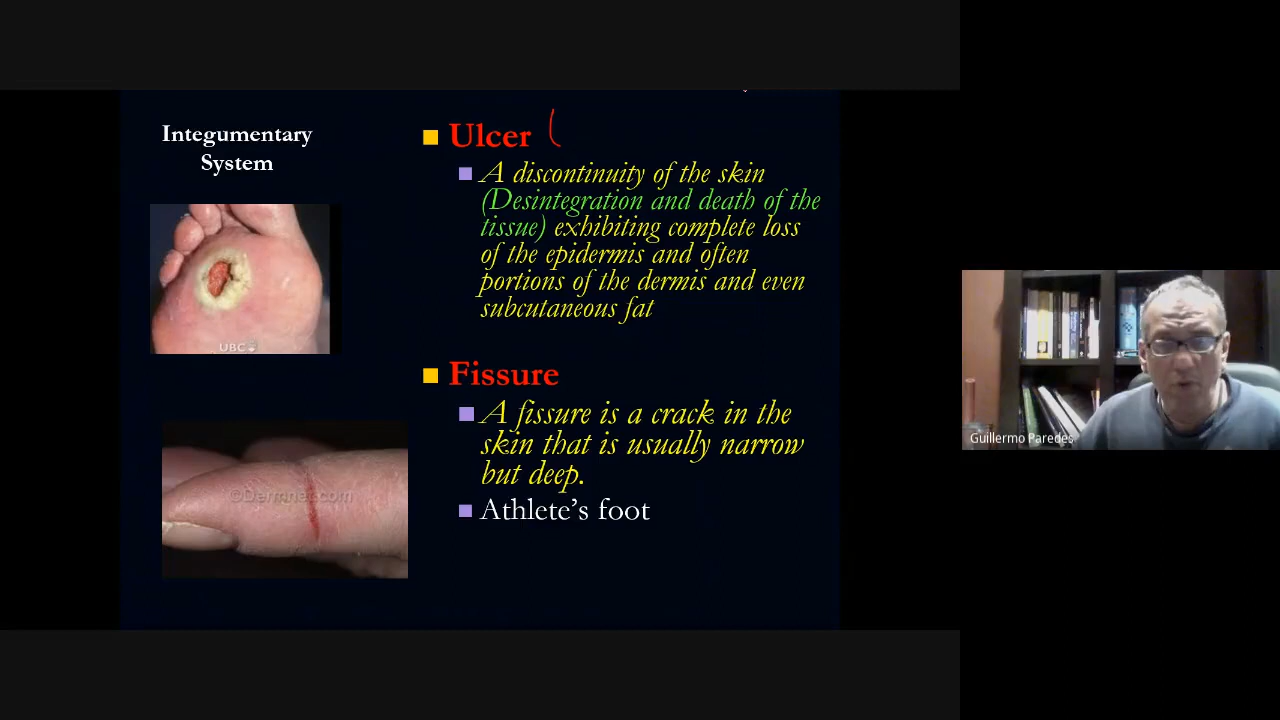 Integumentary
System
Ulcer
A discontinuity of the skin
(Desintegration and death of the
tissue) exhibiting complete loss
of the epidermis and often
portions of the dermis and even
subcutaneous fat
UBC
Fissure
A fissure is a crack in the
skin that is usually narrow
but deep.
Athlete’s foot
©Dermnet.com
Guillermo Paredes